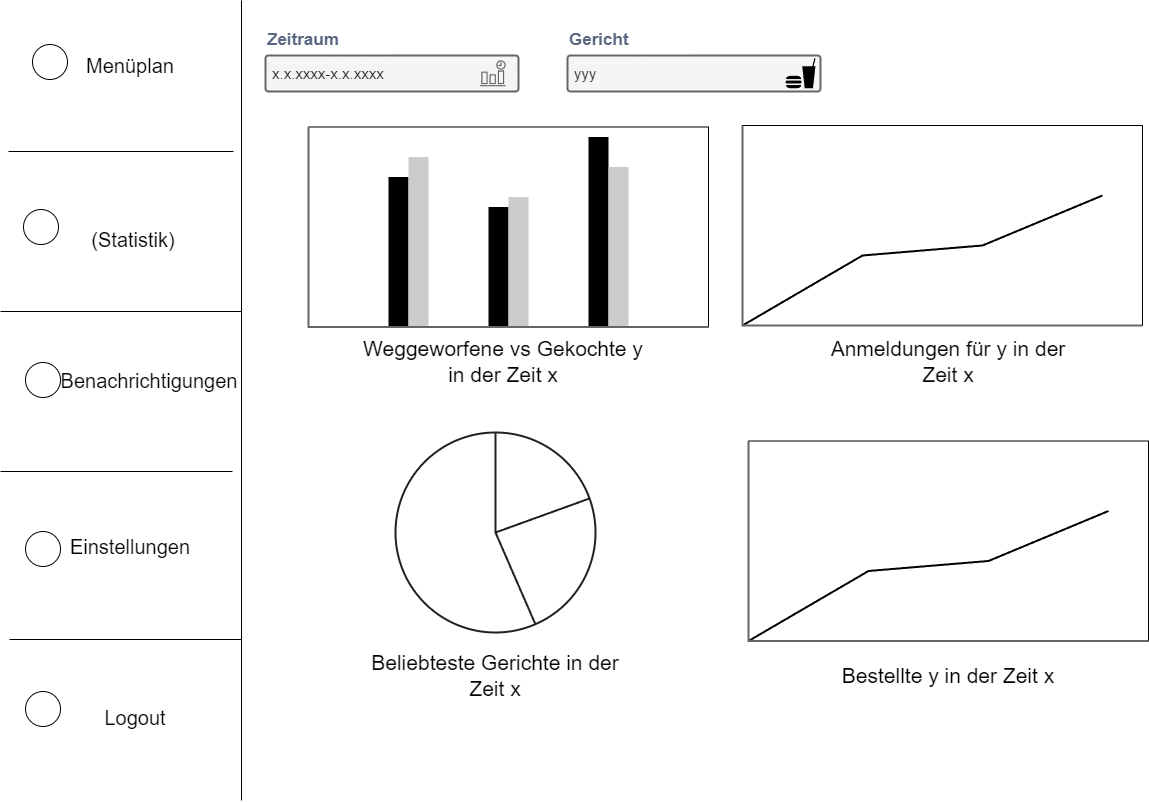 Menüplan
(Statistik)
Benachrichtigungen
Einstellungen
Logout
Zeitraum
x.x.xxxx-x.x.xxxx
Gericht
yyy
Weggeworfene vs Gekochte y
in der Zeit x
Anmeldungen für y in der
Zeit x
Beliebteste Gerichte in der
Zeit x
Bestellte y in der Zeit x